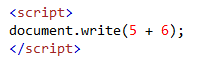 <script>
document.write(5 + 6);
</script>